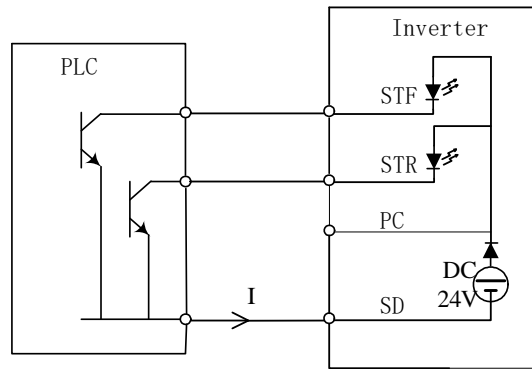 Inverter
PLC
STF
STR
PC
DC
24V
I
SD